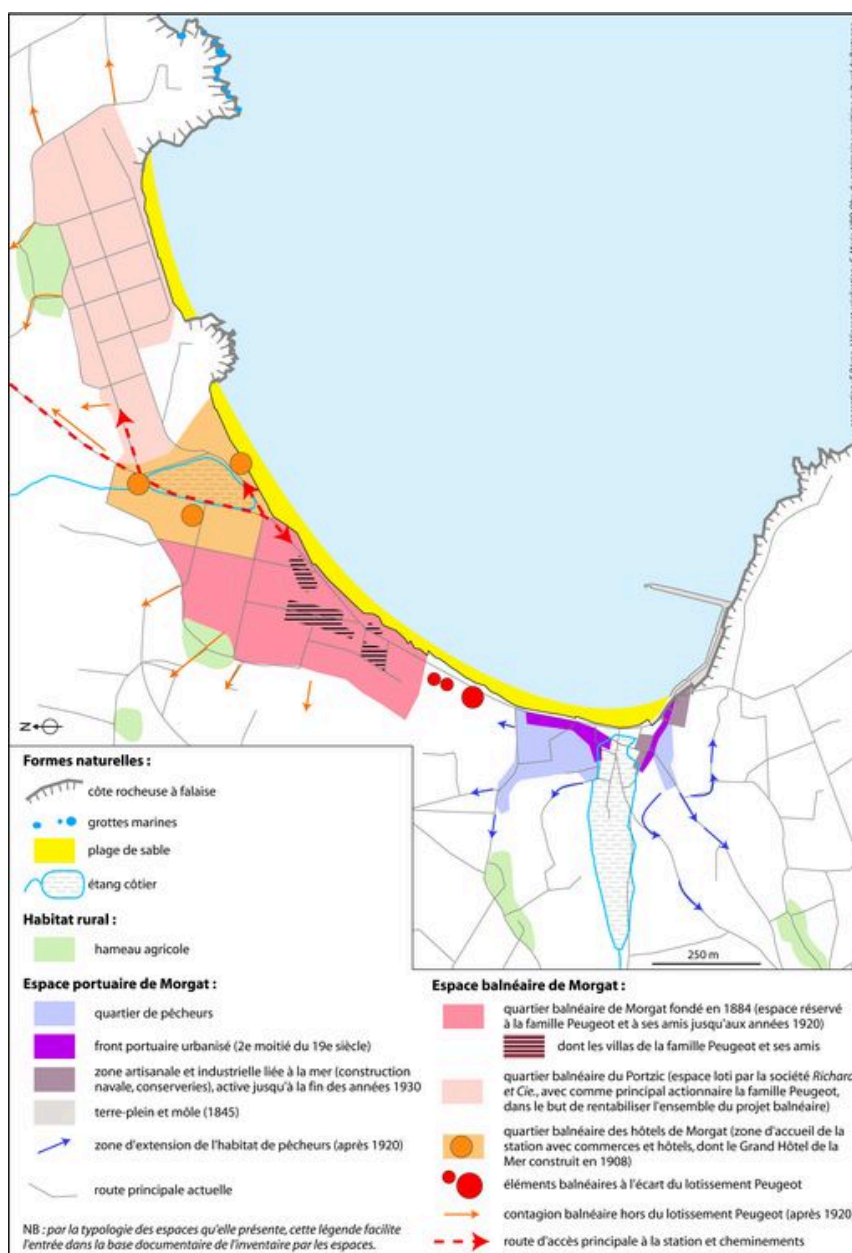 N
Formes naturelles :
côte rocheuse à falaise
grottes marines
plage de sable
étang côtier
Habitat rural :
hameau agricole
Espace portuaire de Morgat :
quartier de pêcheurs
front portuaire urbanisé (2e moitié du 19e siècle)
zone artisanale et industrielle liée à la mer (construction
navale, conserveries), active jusqu'à la fin des années 1930
terre-plein et môle (1845)
zone d'extension de l'habitat de pêcheurs (après 1920)
route principale actuelle
NB : par la typologie des espaces qu'elle présente, cette légende facilite
l'entrée dans la base documentaire de l'inventaire par les espaces.
250 m
Espace balnéaire de Morgat :
quartier balnéaire de Morgat fondé en 1884 (espace réservé
à la famille Peugeot et à ses amis jusqu'aux années 1920)
dont les villas de la famille Peugeot et ses amis
quartier balnéaire du Portzic (espace loti par la société Richard
et Cie., avec comme principal actionnaire la famille Peugeot,
dans le but de rentabiliser l'ensemble du projet balnéaire)
quartier balnéaire des hôtels de Morgat (zone d'accueil de la
station avec commerces et hôtels, dont le Grand Hôtel de la
Mer construit en 1908)
éléments balnéaires à l'écart du lotissement Peugeot
contagion balnéaire hors du lotissement Peugeot (après 1920
route d'accès principale à la station et cheminements